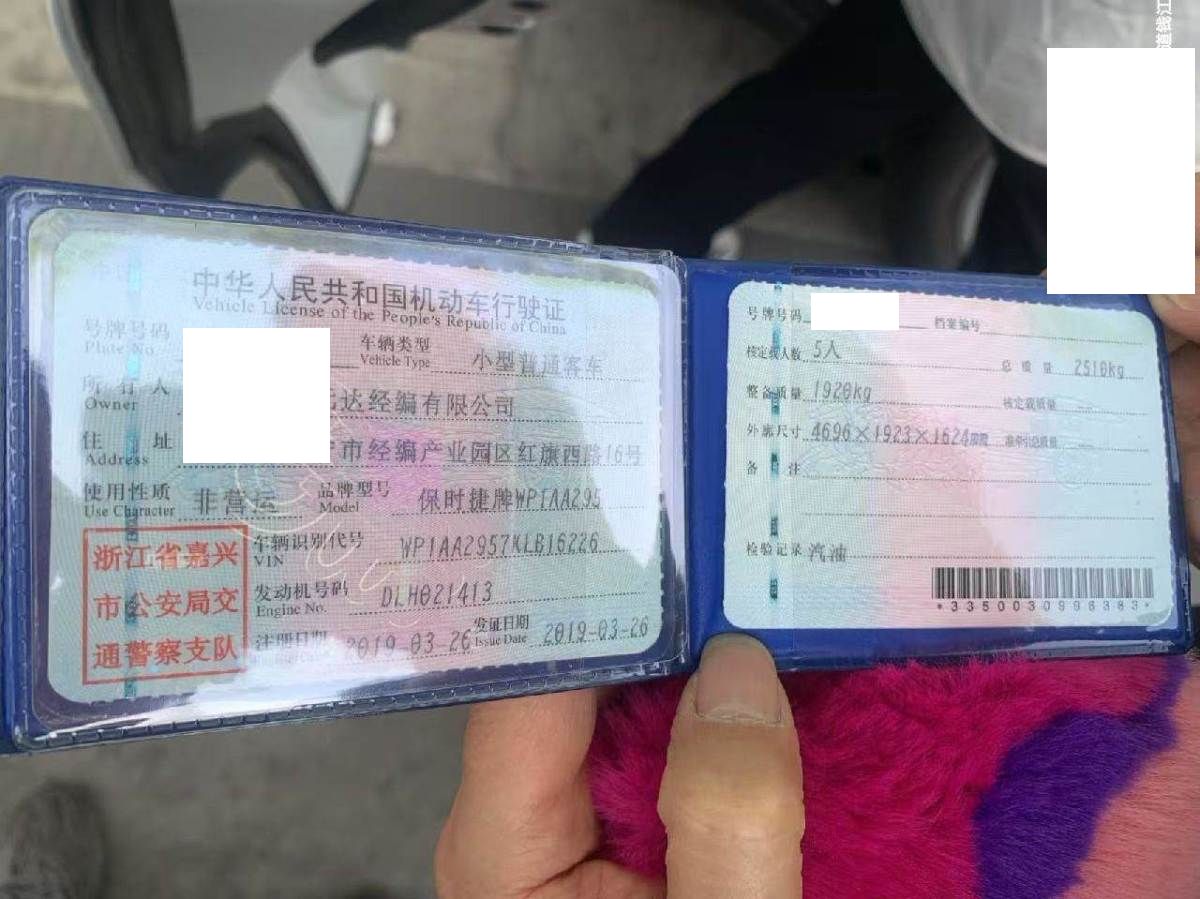 道钱江
中华人民共和国机动车行驶证
Vehicle License of the People's Republic of China
号牌号码
Plate No.
车辆类型 小型普通客车
Vehicle Type
所有人 达经编有限公司
Owner
住址 市经编产业园区红旗西路16号
Address
使用性质 非营运 品牌型号 保时捷牌WP1AA295
Use Character Model
浙江省嘉兴
市公安局交
通警察支队
车辆识别代号 WP1AA2957KLB16226
VIN
发动机号码 DLH021413
Engine No.
注册日期 2019-03-26 发证日期 2019-03-26
Issue Date
号牌号码 档案编号
核定载人数 5人 总质量 2510kg
整备质量 1920kg 核定载质量 --
外廓尺寸 4696×1923×1624mm 准牵引总质量 --
备注
检验记录 汽油
*3350030996383*